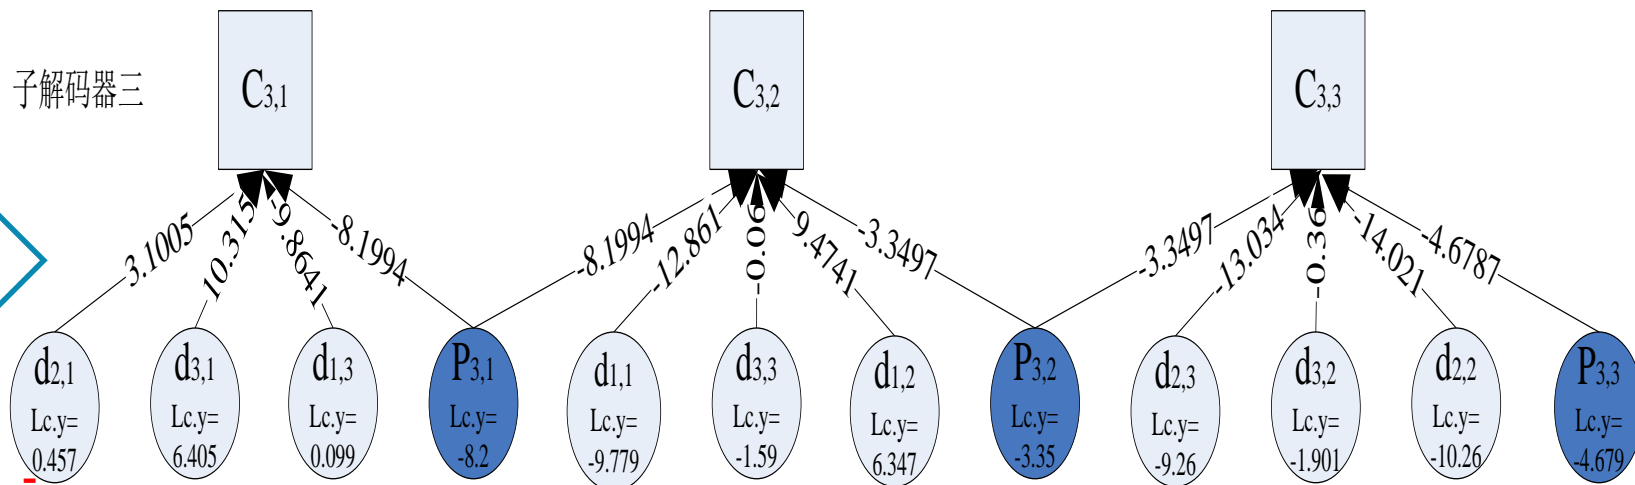 子解码器三
C3,1
C3,2
C3,3
3.1005
10.315
-9.8641
-8.1994
-8.1994
-12.861
-0.06
9.4741
-3.3497
-3.3497
-13.034
-0.36
-14.021
-4.6787
d2,1
Lc.y=
0.457
d3,1
Lc.y=
6.405
d1,3
Lc.y=
0.099
P3,1
Lc.y=
-8.2
d1,1
Lc.y=
-9.779
d3,3
Lc.y=
-1.59
d1,2
Lc.y=
6.347
P3,2
Lc.y=
-3.35
d2,3
Lc.y=
-9.26
d3,2
Lc.y=
-1.901
d2,2
Lc.y=
-10.26
P3,3
Lc.y=
-4.679